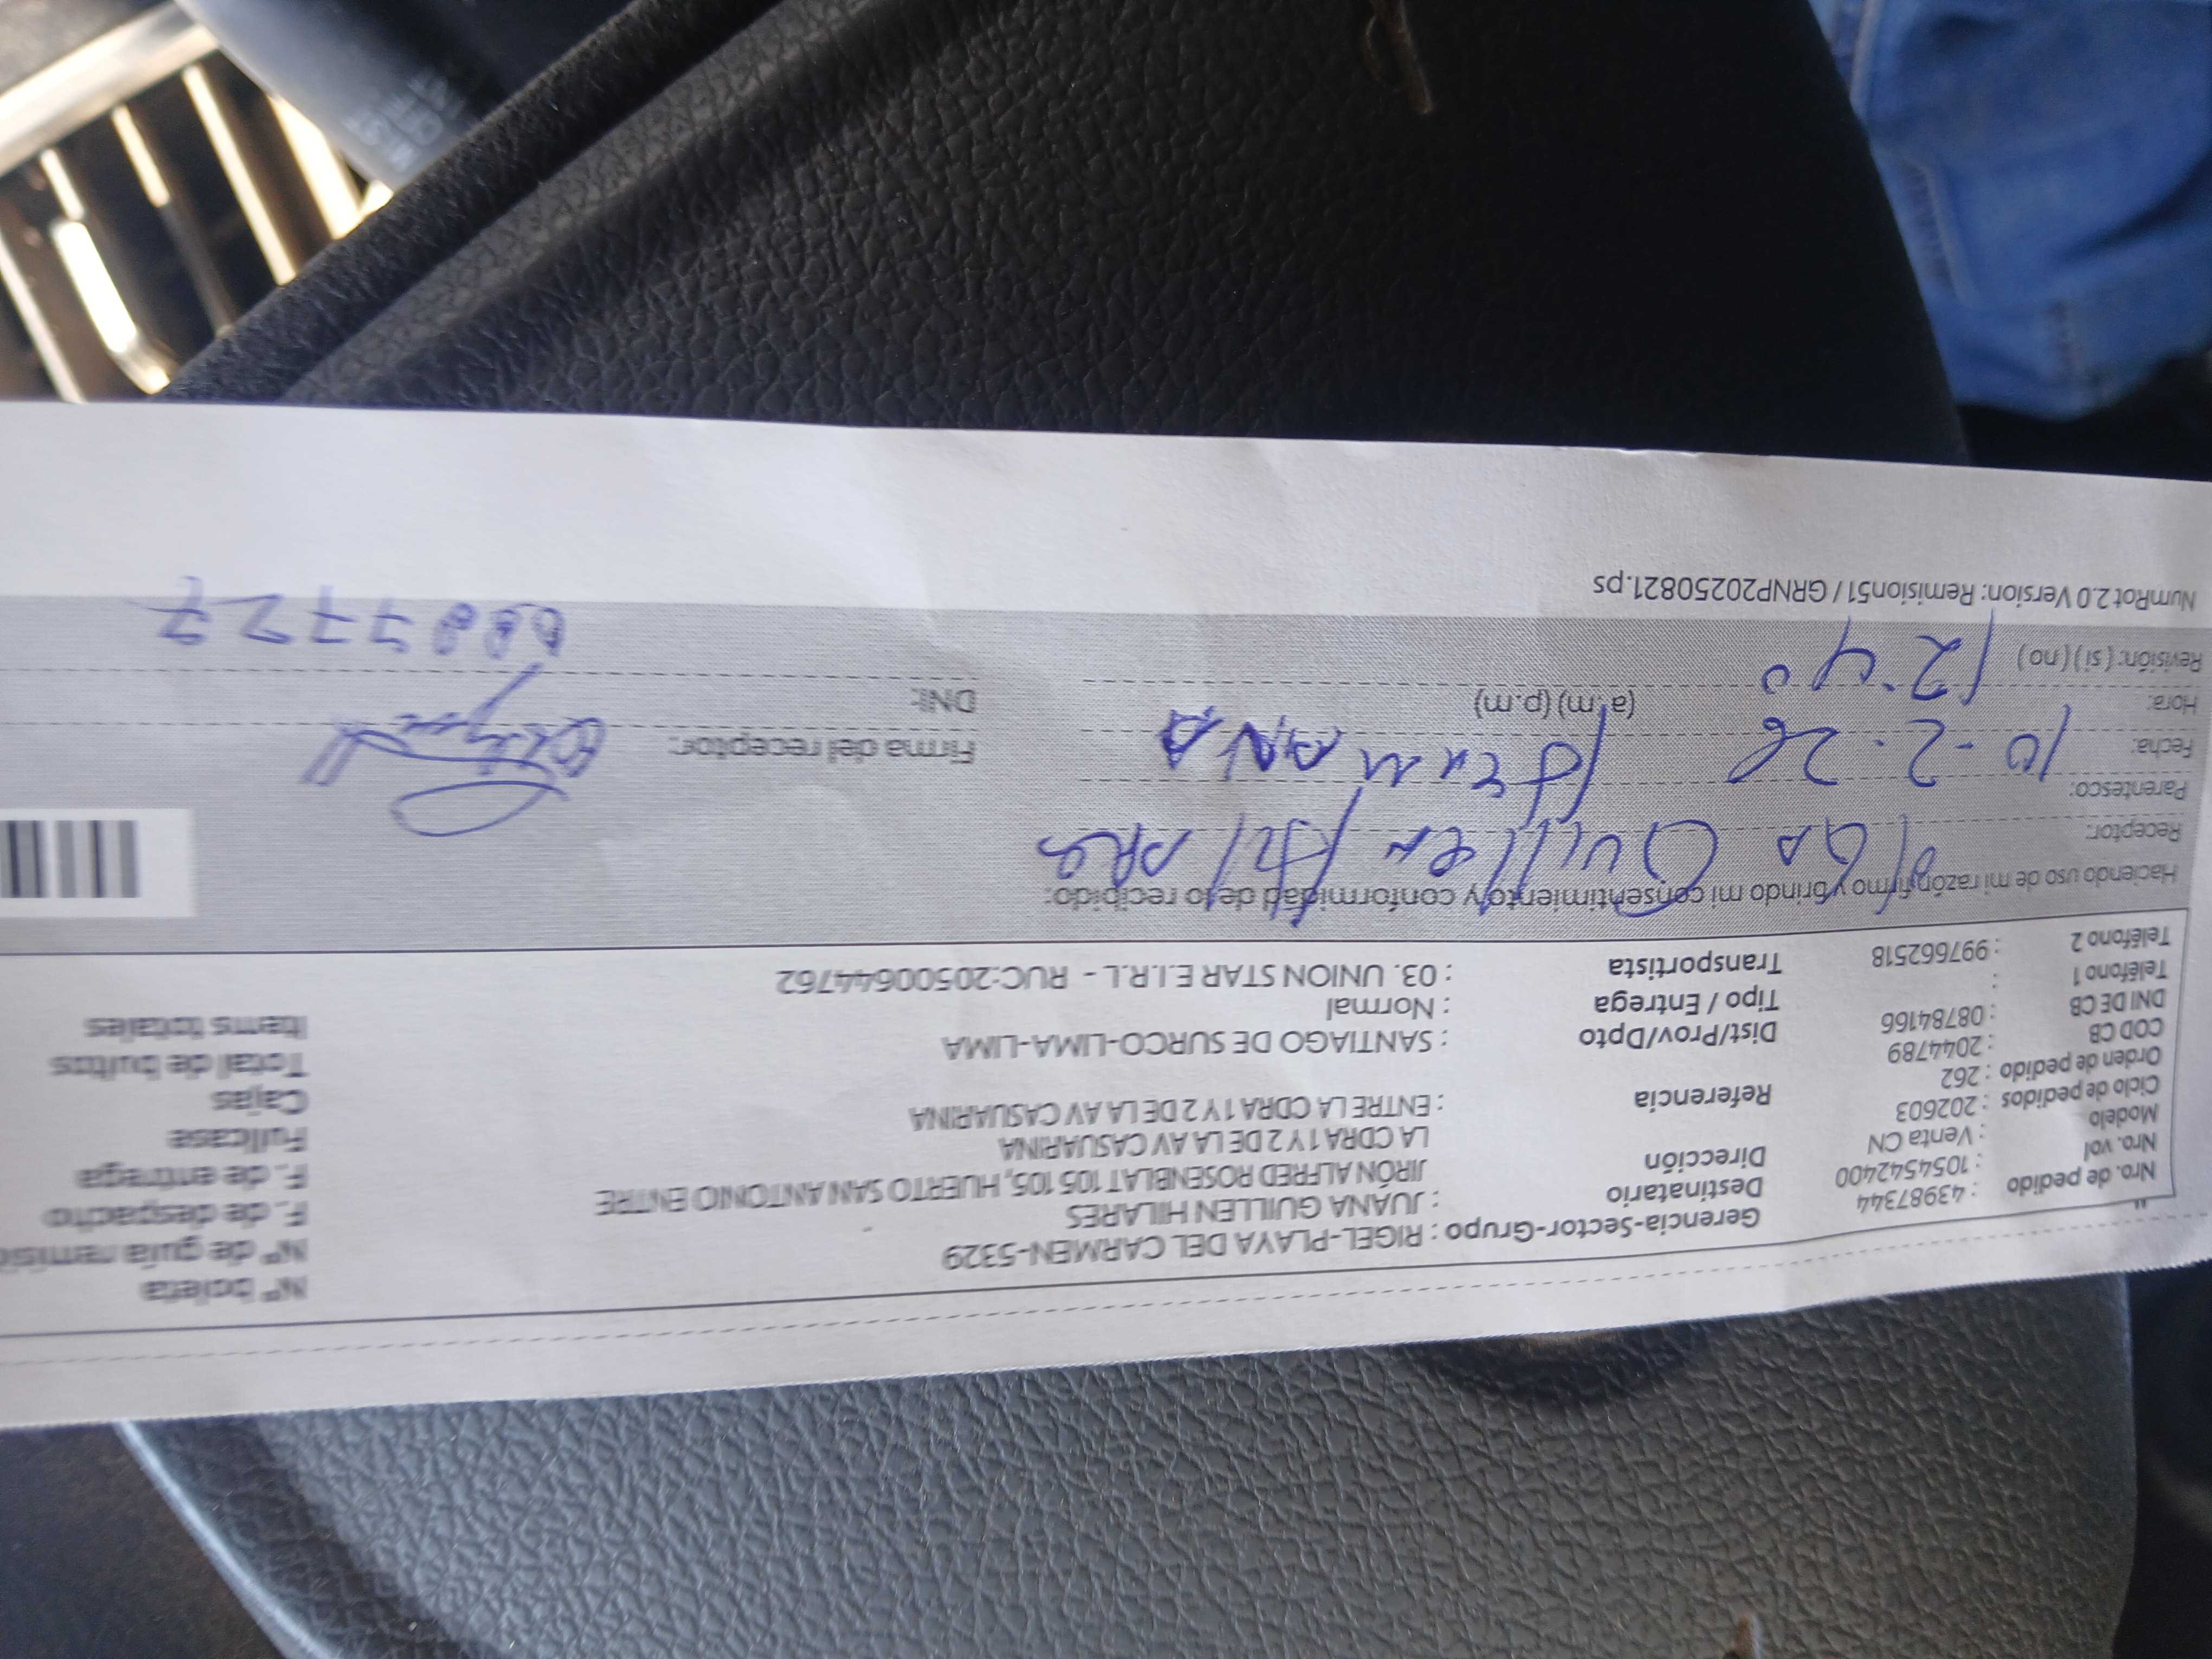 Nº boleta
Gerencia-Sector-Grupo : RIGEL-PLAYA DEL CARMEN-5329
Nº de guía remisi
Nro. de pedido : 43987344
Destinatario : JUANA GUILLEN HILARES
F. de despacho
Nro. vol : 1054542400
Dirección : JIRÓN ALFRED ROSENBLAT 105 105, HUERTO SAN ANTONIO ENTRE
LA CDRA 1 Y 2 DE LA AV CASUARINA
F. de entrega
Modelo : Venta CN
Fullcase
Ciclo de pedidos : 202603
Referencia : ENTRE LA CDRA 1 Y 2 DE LA AV CASUARINA
Cajas
Orden de pedido : 262
Total de bultos
COD CB : 2044789
Dist/Prov/Dpto : SANTIAGO DE SURCO-LIMA-LIMA
Items totales
DNI DE CB : 08784166
Tipo / Entrega : Normal
Teléfono 1 :
Transportista : 03. UNION STAR E.I.R.L - RUC:20500644762
Teléfono 2 : 997662518
Haciendo uso de mi razón firmo y brindo mi consentimiento y conformidad de lo recibido:
Receptor: Guillen
Parentesco: HermANA
Fecha: 10-2-26
Firma del receptor:
Hora: 12:40 (a.m) (p.m)
DNI:
Revisión: ( si ) ( no )
NumRot 2.0 Version: Remision51 / GRNP20250821.ps